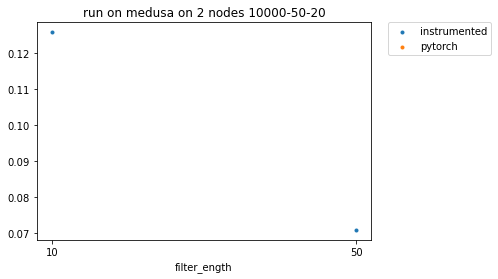 run on medusa on 2 nodes 10000-50-20
instrumented
pytorch
0.12
0.11
0.10
0.09
0.08
0.07
10 50
filter_ength